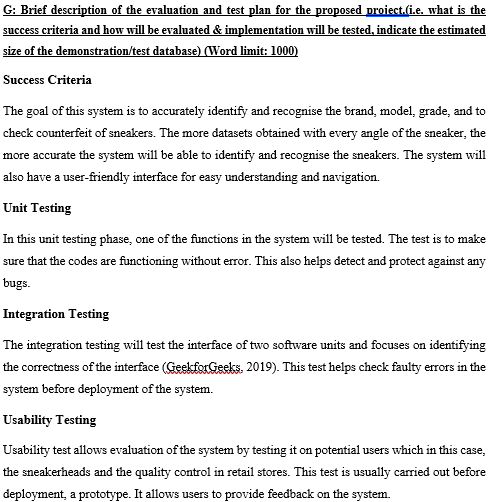 G: Brief description of the evaluation and test plan for the proposed project.(i.e. what is the
success criteria and how will be evaluated & implementation will be tested, indicate the estimated
size of the demonstration/test database) (Word limit: 1000)
Success Criteria
The goal of this system is to accurately identify and recognise the brand, model, grade, and to
check counterfeit of sneakers. The more datasets obtained with every angle of the sneaker, the
more accurate the system will be able to identify and recognise the sneakers. The system will
also have a user-friendly interface for easy understanding and navigation.
Unit Testing
In this unit testing phase, one of the functions in the system will be tested. The test is to make
sure that the codes are functioning without error. This also helps detect and protect against any
bugs.
Integration Testing
The integration testing will test the interface of two software units and focuses on identifying
the correctness of the interface (GeekforGeeks, 2019). This test helps check faulty errors in the
system before deployment of the system.
Usability Testing
Usability test allows evaluation of the system by testing it on potential users which in this case,
the sneakerheads and the quality control in retail stores. This test is usually carried out before
deployment, a prototype. It allows users to provide feedback on the system.